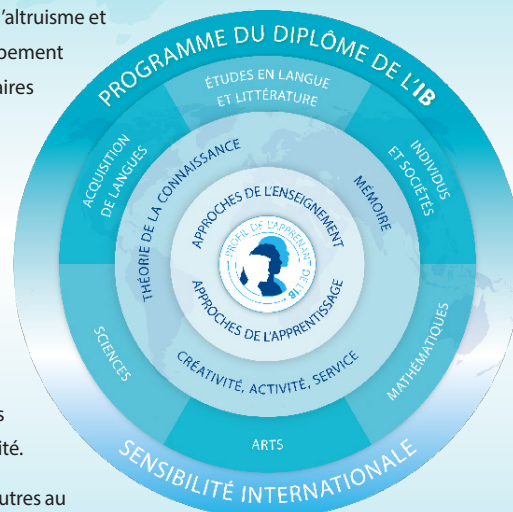 'altruisme et
pement
aires
s
ité.
utres au
PROGRAMME DU DIPLÔME DE L'IB
ÉTUDES EN LANGUE
ET LITTÉRATURE
ACQUISITION
DE LANGUES
INDIVIDUS
ET SOCIÉTÉS
THÉORIE DE LA CONNAISSANCE
MÉMOIRE
APPROCHES DE L'ENSEIGNEMENT
PROFIL DE L'APPRENANT DE L'IB
APPROCHES DE L'APPRENTISSAGE
CRÉATIVITÉ, ACTIVITÉ, SERVICE
SCIENCES
MATHÉMATIQUES
ARTS
SENSIBILITÉ INTERNATIONALE